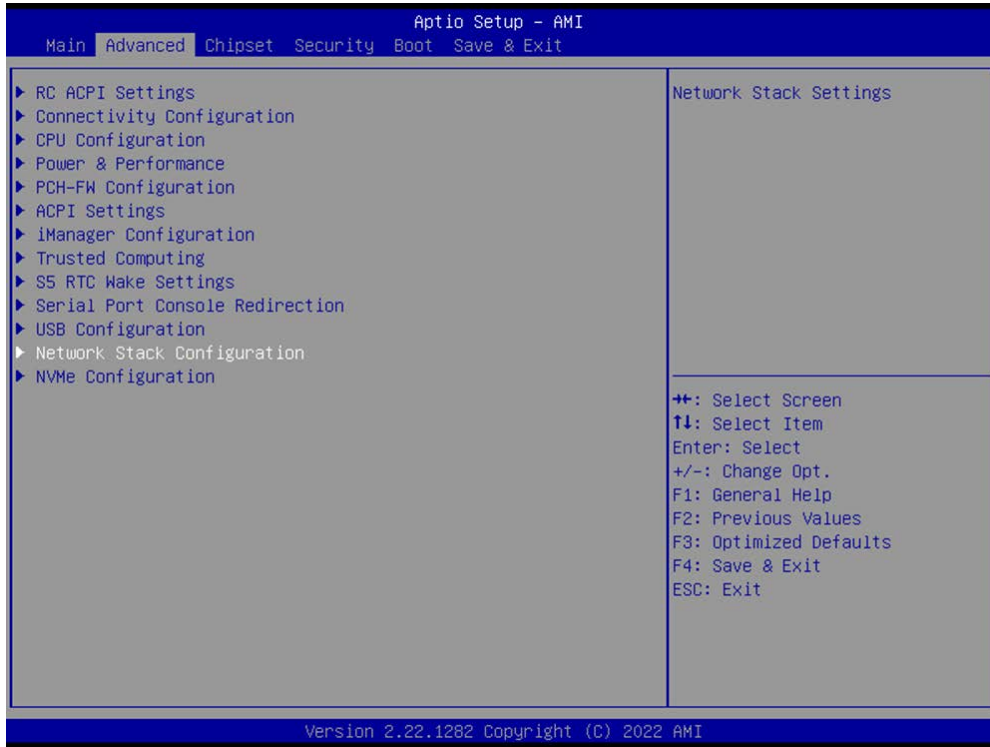 Aptio Setup - AMI
Main Advanced Chipset Security Boot Save & Exit
RC ACPI Settings
Connectivity Configuration
CPU Configuration
Power & Performance
PCH-FW Configuration
ACPI Settings
iManager Configuration
Trusted Computing
S5 RTC Wake Settings
Serial Port Console Redirection
USB Configuration
Network Stack Configuration
NVMe Configuration
Network Stack Settings
→←: Select Screen
↑↓: Select Item
Enter: Select
+/-: Change Opt.
F1: General Help
F2: Previous Values
F3: Optimized Defaults
F4: Save & Exit
ESC: Exit
Version 2.22.1282 Copyright (C) 2022 AMI